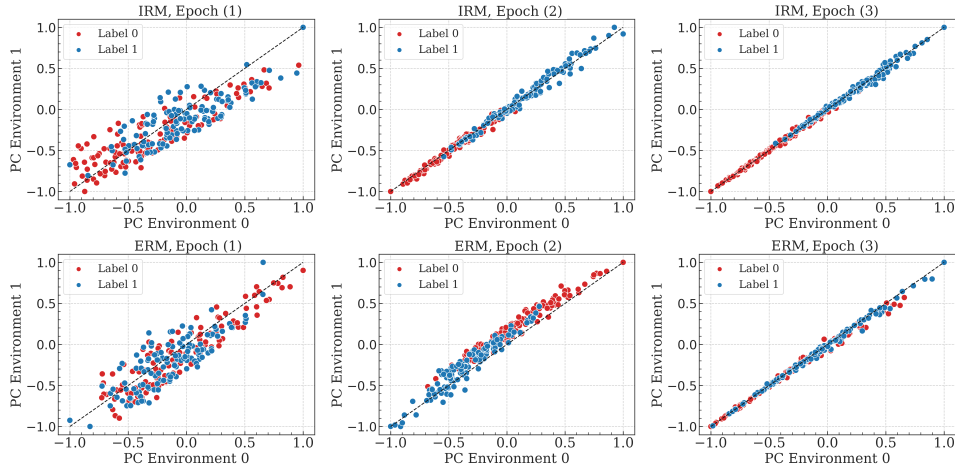 IRM, Epoch (1)
Label 0
Label 1
1.0
0.5
0.0
−0.5
−1.0
PC Environment 1
−1.0 −0.5 0.0 0.5 1.0
PC Environment 0
IRM, Epoch (2)
Label 0
Label 1
1.0
0.5
0.0
−0.5
−1.0
PC Environment 1
−1.0 −0.5 0.0 0.5 1.0
PC Environment 0
IRM, Epoch (3)
Label 0
Label 1
1.0
0.5
0.0
−0.5
−1.0
PC Environment 1
−1.0 −0.5 0.0 0.5 1.0
PC Environment 0
ERM, Epoch (1)
Label 0
Label 1
1.0
0.5
0.0
−0.5
−1.0
PC Environment 1
−1.0 −0.5 0.0 0.5 1.0
PC Environment 0
ERM, Epoch (2)
Label 0
Label 1
1.0
0.5
0.0
−0.5
−1.0
PC Environment 1
−1.0 −0.5 0.0 0.5 1.0
PC Environment 0
ERM, Epoch (3)
Label 0
Label 1
1.0
0.5
0.0
−0.5
−1.0
PC Environment 1
−1.0 −0.5 0.0 0.5 1.0
PC Environment 0